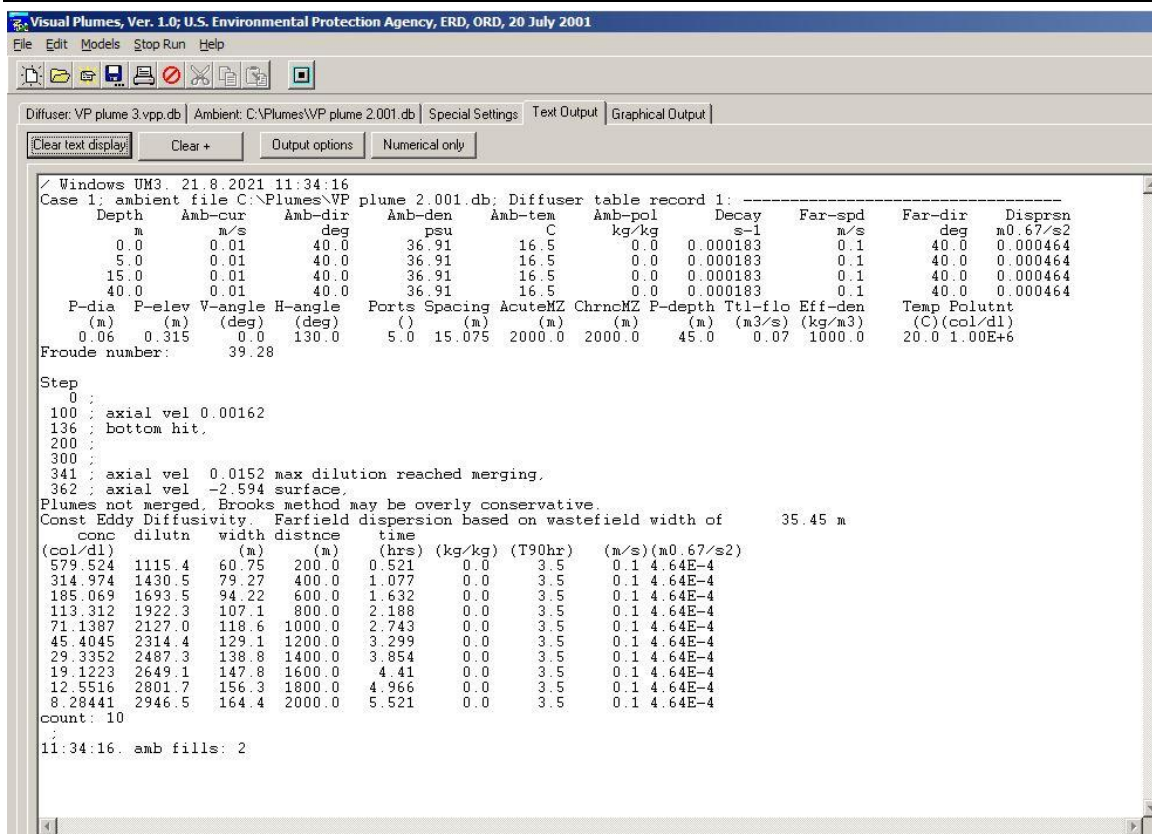 Visual Plumes, Ver. 1.0; U.S. Environmental Protection Agency, ERD, ORD, 20 July 2001
File Edit Models Stop Run Help
Diffuser: VP plume 3.vpp.db Ambient: C:\Plumes\VP plume 2.001.db Special Settings Text Output Graphical Output
Clear text display Clear + Output options Numerical only
/ Windows UM3. 21.8.2021 11:34:16
Case 1; ambient file C:\Plumes\VP plume 2.001.db; Diffuser table record 1: ----------------------------------
Depth Amb-cur Amb-dir Amb-den Amb-tem Amb-pol Decay Far-spd Far-dir Disprsn
m m/s deg psu C kg/kg s-1 m/s deg m0.67/s2
0.0 0.01 40.0 36.91 16.5 0.0 0.000183 0.1 40.0 0.000464
5.0 0.01 40.0 36.91 16.5 0.0 0.000183 0.1 40.0 0.000464
15.0 0.01 40.0 36.91 16.5 0.0 0.000183 0.1 40.0 0.000464
40.0 0.01 40.0 36.91 16.5 0.0 0.000183 0.1 40.0 0.000464
P-dia P-elev V-angle H-angle Ports Spacing AcuteMZ ChrncMZ P-depth Ttl-flo Eff-den Temp Polutnt
(m) (m) (deg) (deg) () (m) (m) (m) (m) (m3/s) (kg/m3) (C)(col/dl)
0.06 0.315 0.0 130.0 5.0 15.075 2000.0 2000.0 45.0 0.07 1000.0 20.0 1.00E+6
Froude number: 39.28
Step
0 ;
100 ; axial vel 0.00162
136 ; bottom hit,
200 ;
300 ;
341 ; axial vel 0.0152 max dilution reached merging,
362 ; axial vel -2.594 surface,
Plumes not merged, Brooks method may be overly conservative.
Const Eddy Diffusivity. Farfield dispersion based on wastefield width of 35.45 m
conc dilutn width distnce time
(col/dl) (m) (m) (hrs) (kg/kg) (T90hr) (m/s)(m0.67/s2)
579.524 1115.4 60.75 200.0 0.521 0.0 3.5 0.1 4.64E-4
314.974 1430.5 79.27 400.0 1.077 0.0 3.5 0.1 4.64E-4
185.069 1693.5 94.22 600.0 1.632 0.0 3.5 0.1 4.64E-4
113.312 1922.3 107.1 800.0 2.188 0.0 3.5 0.1 4.64E-4
71.1387 2127.0 118.6 1000.0 2.743 0.0 3.5 0.1 4.64E-4
45.4045 2314.4 129.1 1200.0 3.299 0.0 3.5 0.1 4.64E-4
29.3352 2487.3 138.8 1400.0 3.854 0.0 3.5 0.1 4.64E-4
19.1223 2649.1 147.8 1600.0 4.41 0.0 3.5 0.1 4.64E-4
12.5516 2801.7 156.3 1800.0 4.966 0.0 3.5 0.1 4.64E-4
8.28441 2946.5 164.4 2000.0 5.521 0.0 3.5 0.1 4.64E-4
count: 10
;
11:34:16. amb fills: 2